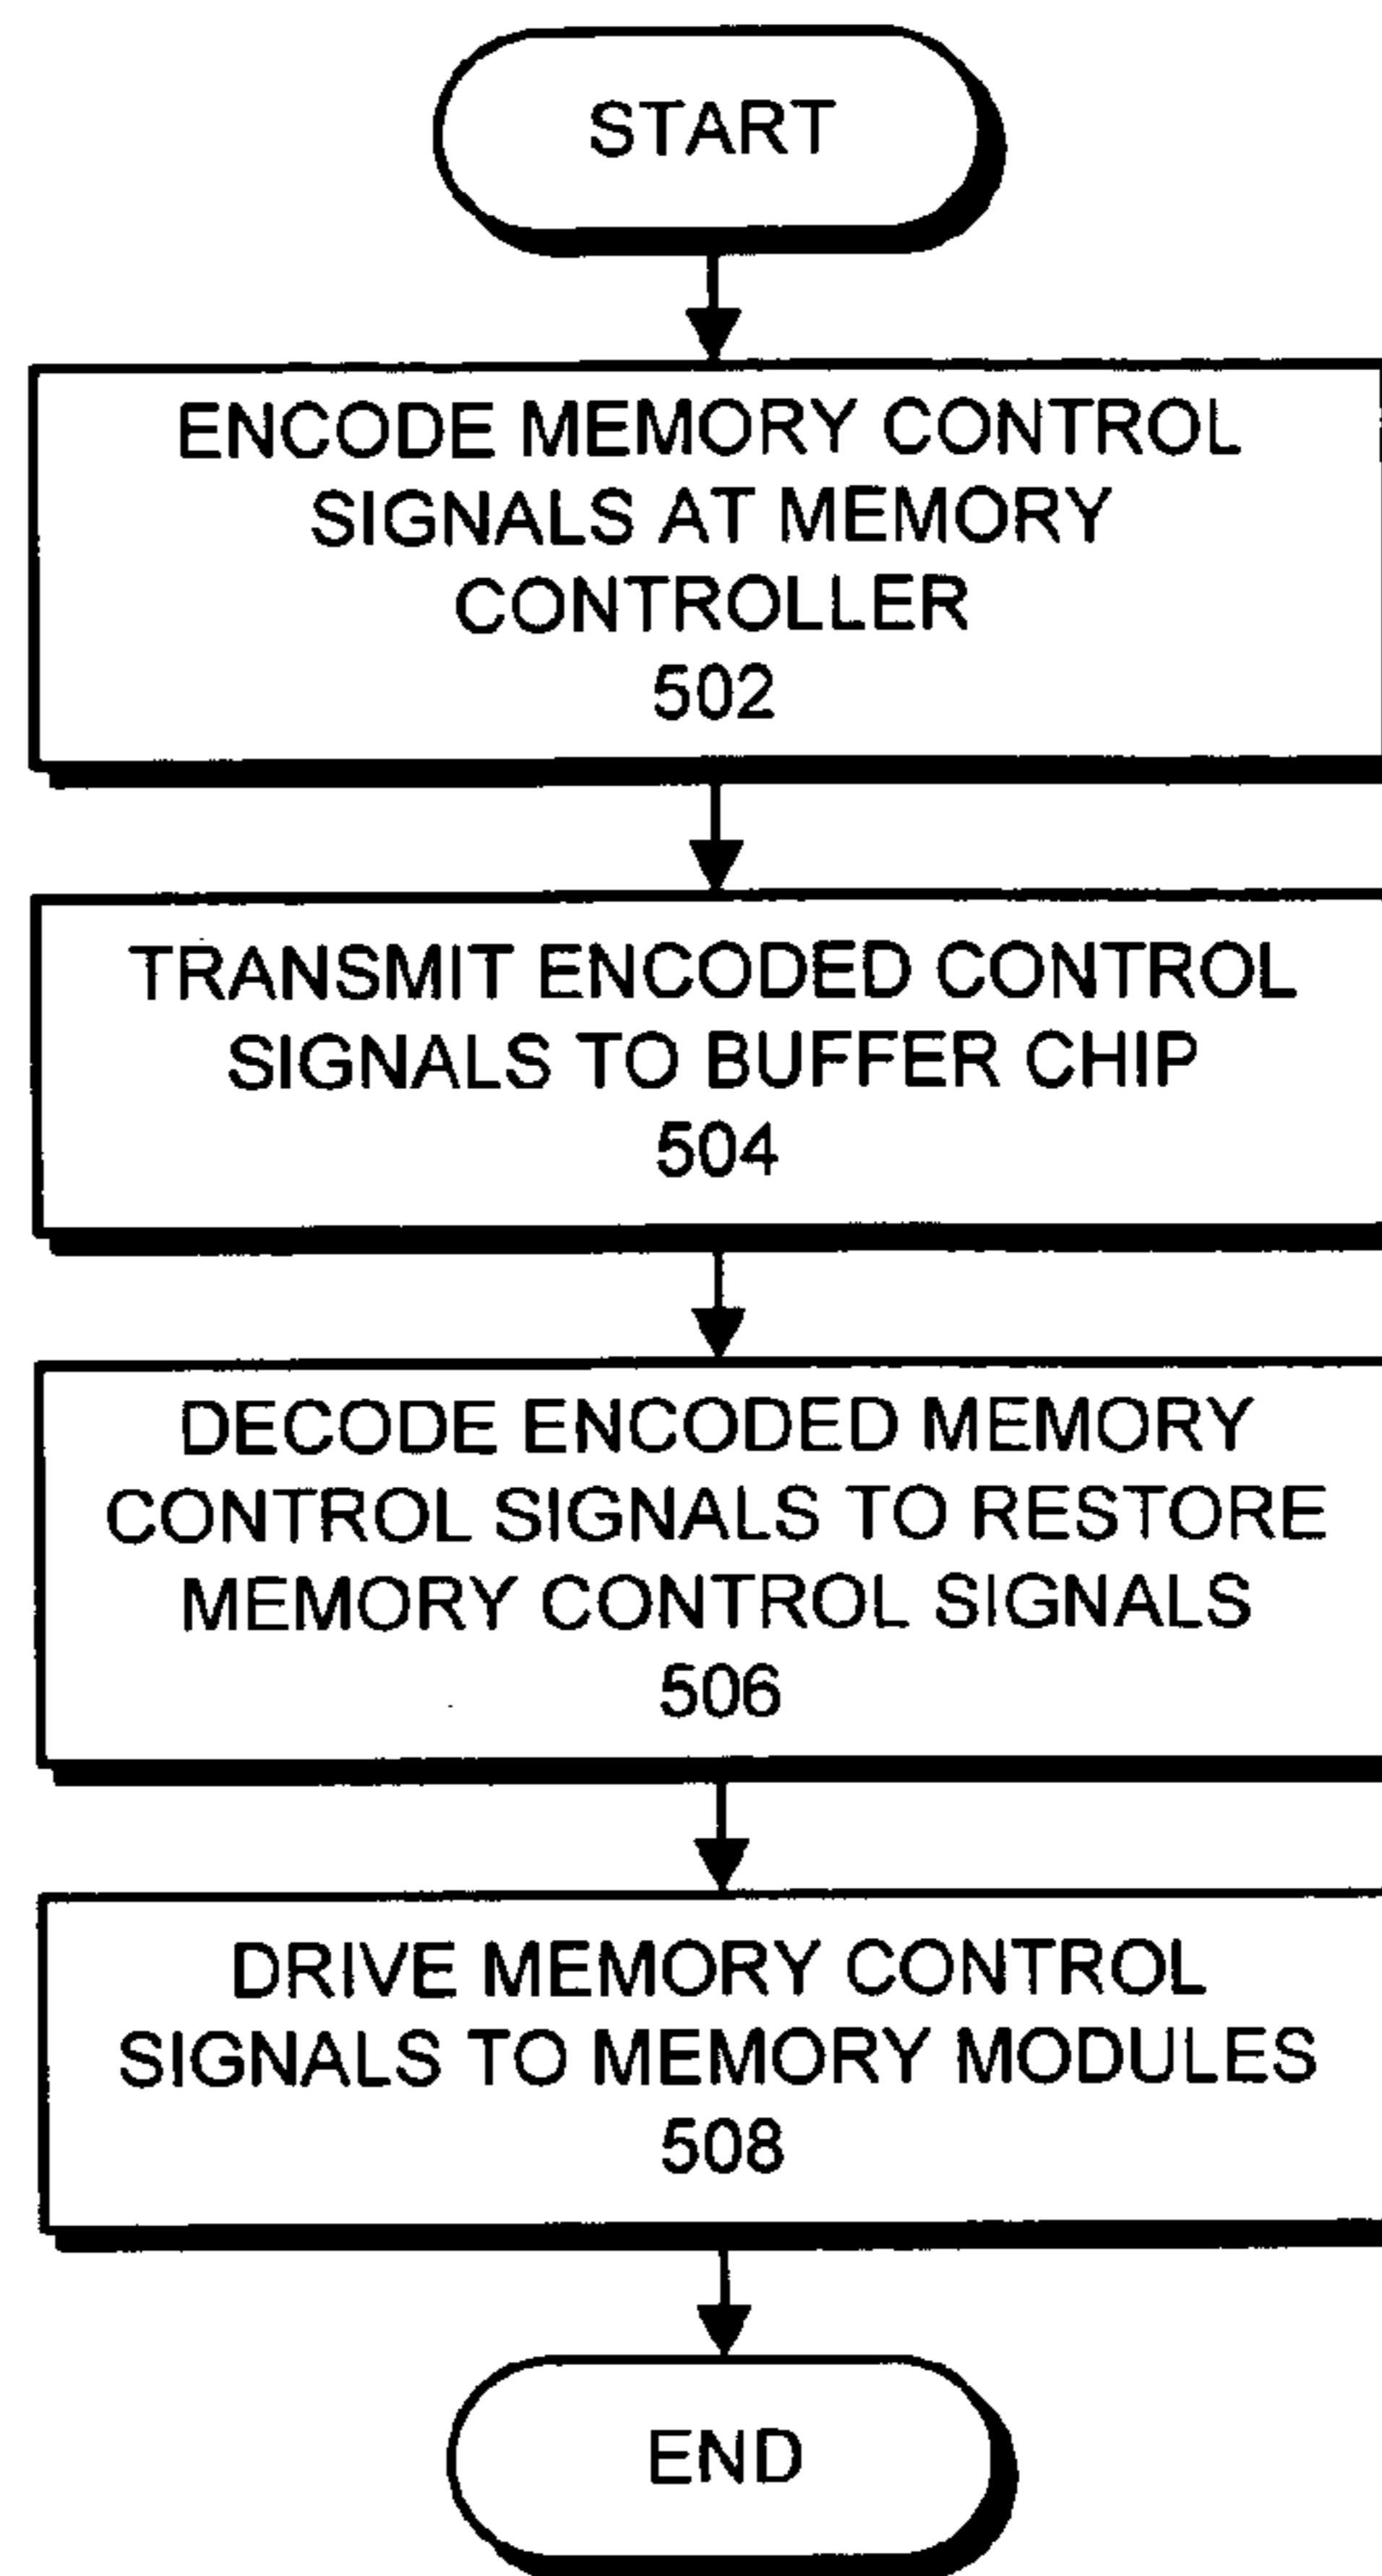 START
ENCODE MEMORY CONTROL
SIGNALS AT MEMORY
CONTROLLER
502
TRANSMIT ENCODED CONTROL
SIGNALS TO BUFFER CHIP
504
DECODE ENCODED MEMORY
CONTROL SIGNALS TO RESTORE
MEMORY CONTROL SIGNALS
506
DRIVE MEMORY CONTROL
SIGNALS TO MEMORY MODULES
508
END